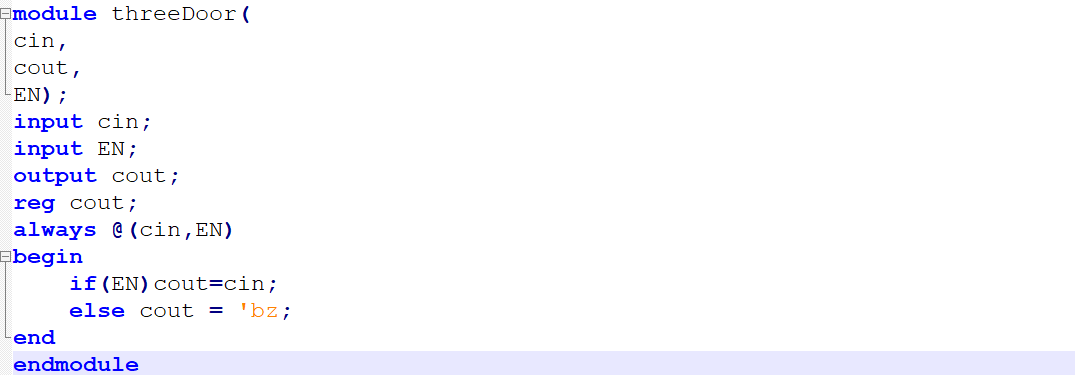 module threeDoor(
cin,
cout,
EN);
input cin;
input EN;
output cout;
reg cout;
always @(cin,EN)
begin
    if(EN)cout=cin;
    else cout = 'bz;
end
endmodule